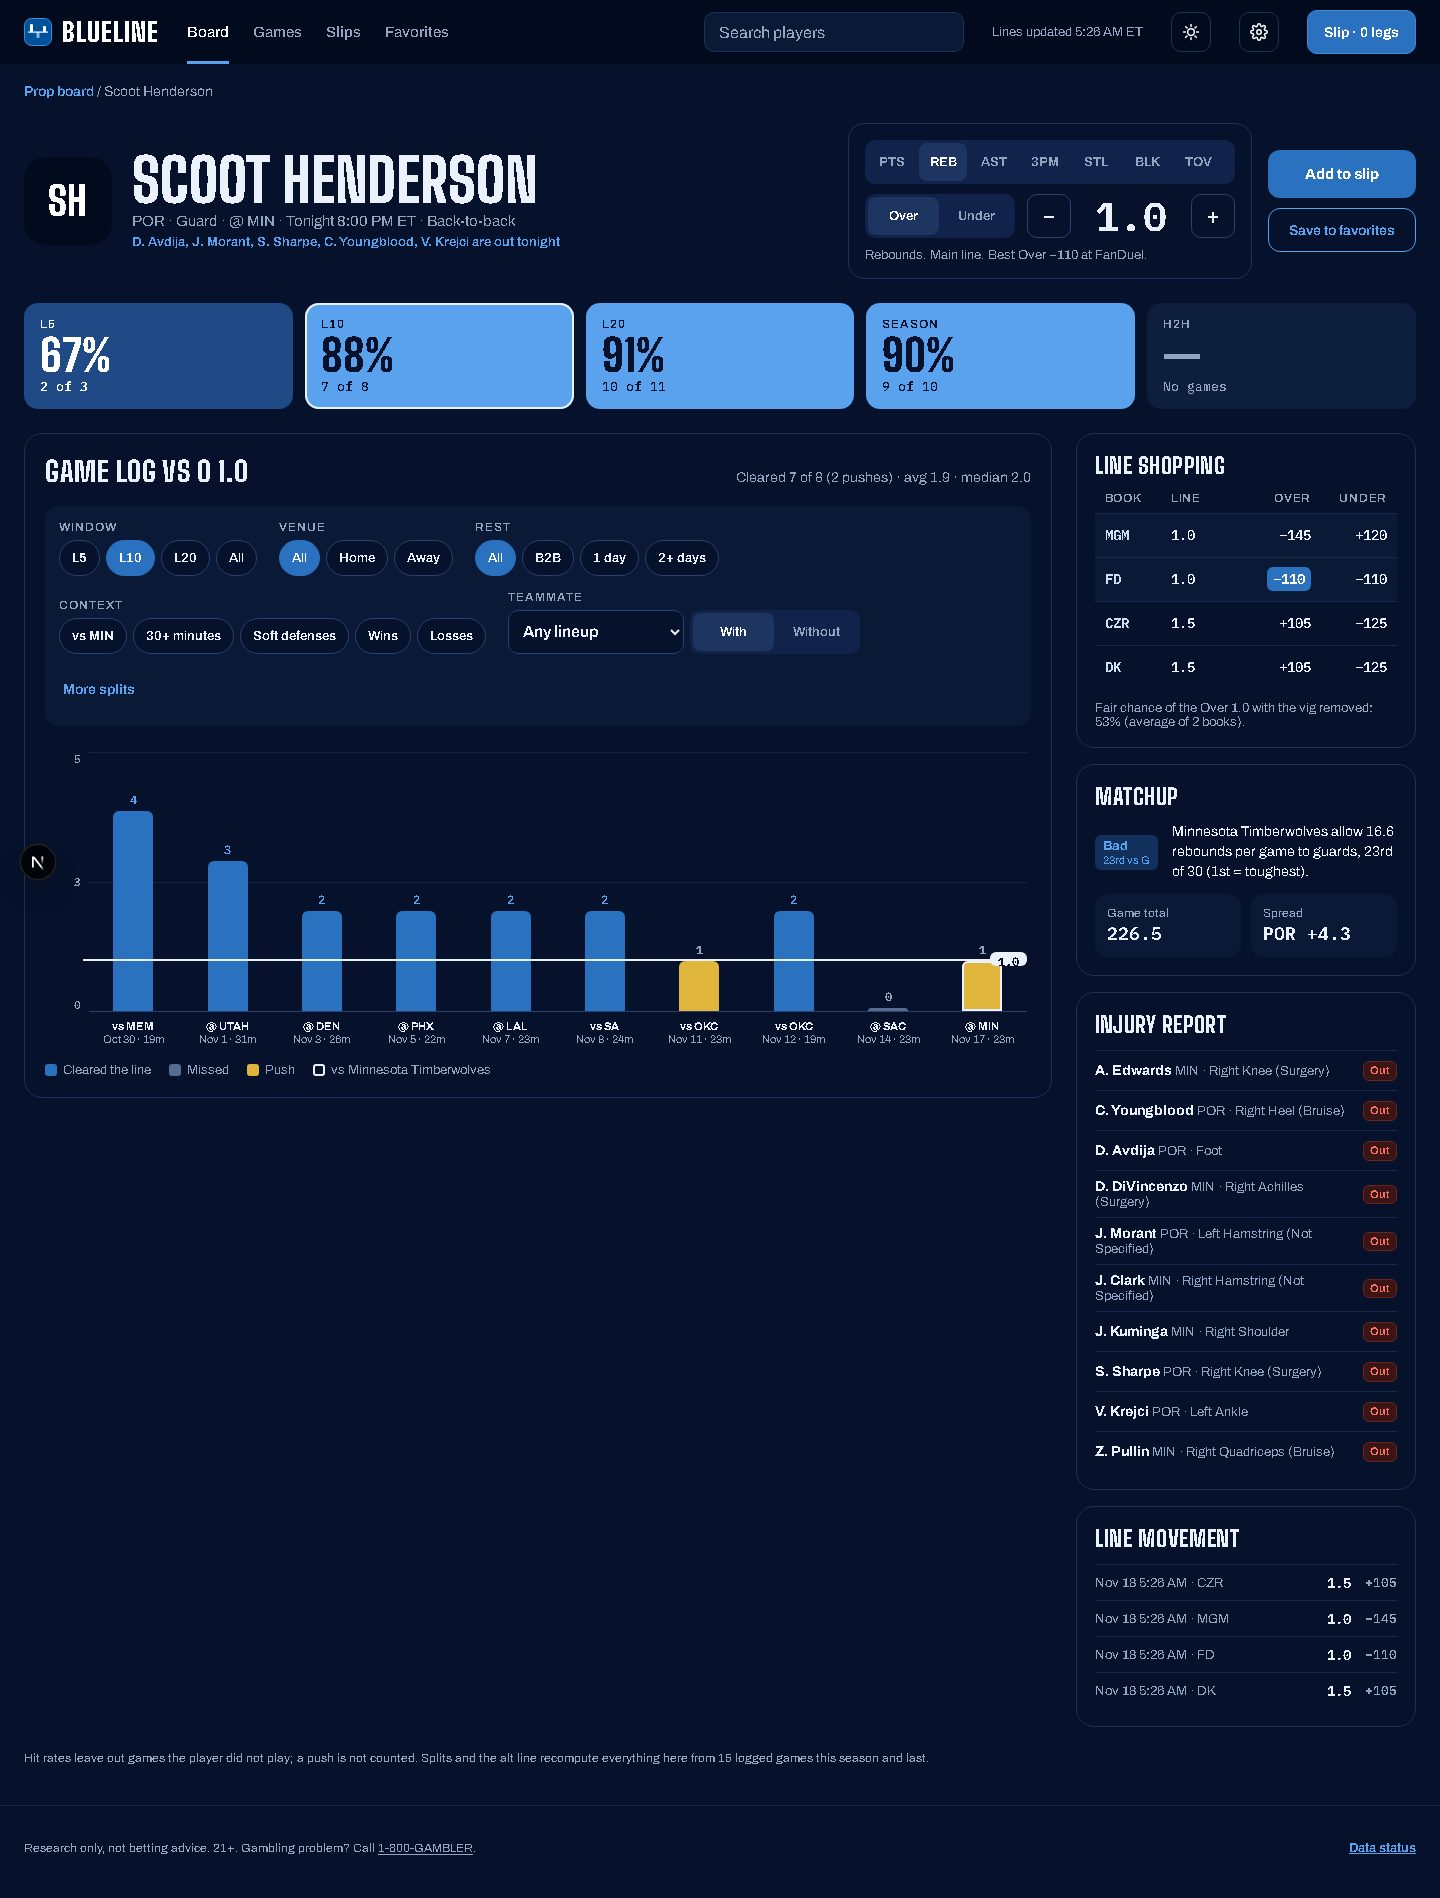 BLUELINE
Board
Games
Slips
Favorites
Search players
Lines updated 5:26 AM ET
Slip · 0 legs
Prop board / Scoot Henderson
SH
SCOOT HENDERSON
POR · Guard · @ MIN · Tonight 8:00 PM ET · Back-to-back
D. Avdija, J. Morant, S. Sharpe, C. Youngblood, V. Krejci are out tonight
PTS REB AST 3PM STL BLK TOV
Over Under − 1.0 +
Rebounds. Main line. Best Over −110 at FanDuel.
Add to slip
Save to favorites
L5
67%
2 of 3
L10
88%
7 of 8
L20
91%
10 of 11
SEASON
90%
9 of 10
H2H
—
No games
GAME LOG VS O 1.0
Cleared 7 of 8 (2 pushes) · avg 1.9 · median 2.0
WINDOW
L5 L10 L20 All
VENUE
All Home Away
REST
All B2B 1 day 2+ days
CONTEXT
vs MIN 30+ minutes Soft defenses Wins Losses
TEAMMATE
Any lineup With Without
More splits
5
3
0
4
3
2
2
2
2
1
2
0
1
1.0
vs MEM @ UTAH @ DEN @ PHX @ LAL vs SA vs OKC vs OKC @ SAC @ MIN
Oct 30 · 19m Nov 1 · 31m Nov 3 · 26m Nov 5 · 22m Nov 7 · 23m Nov 8 · 24m Nov 11 · 23m Nov 12 · 19m Nov 14 · 23m Nov 17 · 23m
Cleared the line Missed Push vs Minnesota Timberwolves
LINE SHOPPING
BOOK LINE OVER UNDER
MGM 1.0 −145 +120
FD 1.0 −110 −110
CZR 1.5 +105 −125
DK 1.5 +105 −125
Fair chance of the Over 1.0 with the vig removed:
53% (average of 2 books).
MATCHUP
Bad
23rd vs G
Minnesota Timberwolves allow 16.6
rebounds per game to guards, 23rd
of 30 (1st = toughest).
Game total
226.5
Spread
POR +4.3
INJURY REPORT
A. Edwards MIN · Right Knee (Surgery) Out
C. Youngblood POR · Right Heel (Bruise) Out
D. Avdija POR · Foot Out
D. DiVincenzo MIN · Right Achilles
(Surgery) Out
J. Morant POR · Left Hamstring (Not
Specified) Out
J. Clark MIN · Right Hamstring (Not
Specified) Out
J. Kuminga MIN · Right Shoulder Out
S. Sharpe POR · Right Knee (Surgery) Out
V. Krejci POR · Left Ankle Out
Z. Pullin MIN · Right Quadriceps (Bruise) Out
LINE MOVEMENT
Nov 18 5:26 AM · CZR 1.5 +105
Nov 18 5:26 AM · MGM 1.0 −145
Nov 18 5:26 AM · FD 1.0 −110
Nov 18 5:26 AM · DK 1.5 +105
N
Hit rates leave out games the player did not play; a push is not counted. Splits and the alt line recompute everything here from 15 logged games this season and last.
Research only, not betting advice. 21+. Gambling problem? Call 1-800-GAMBLER.
Data status